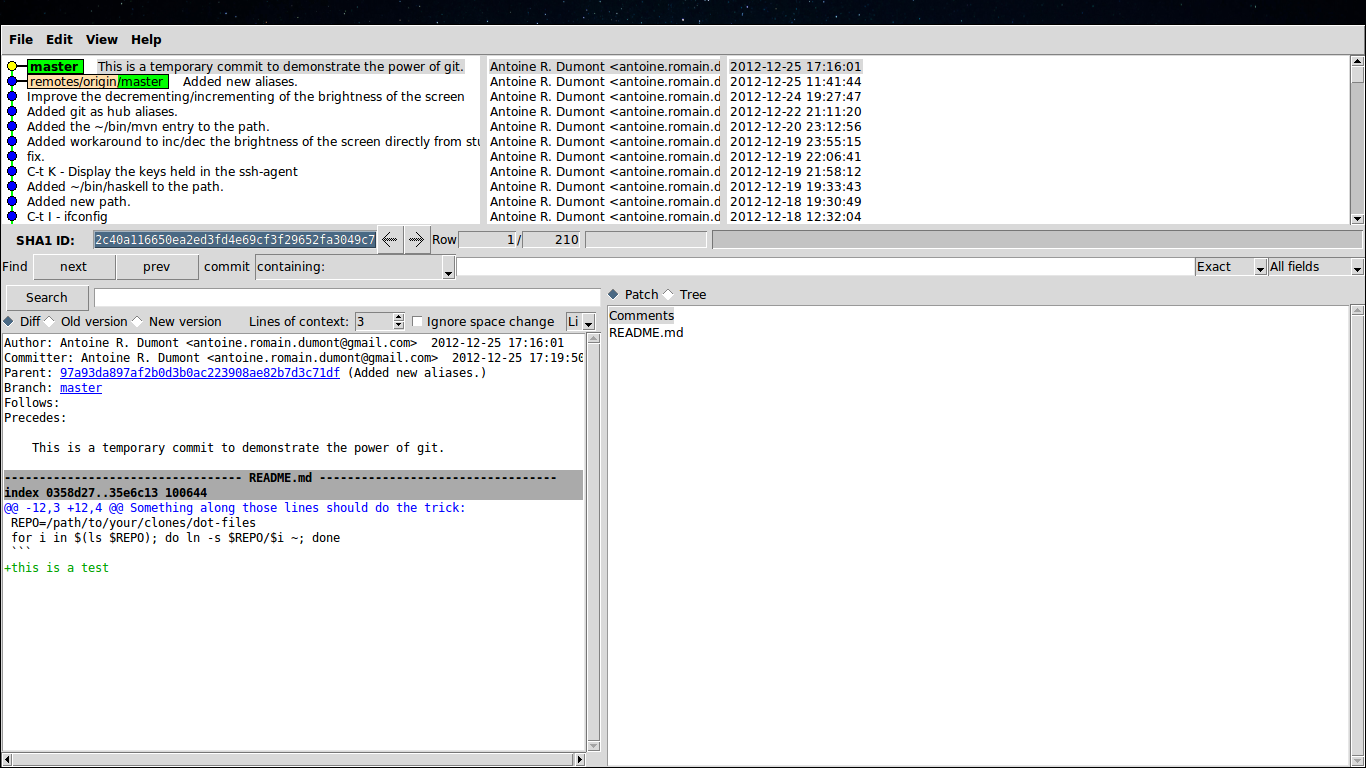 File Edit View Help
master This is a temporary commit to demonstrate the power of git. Antoine R. Dumont <antoine.romain.d 2012-12-25 17:16:01
remotes/origin/master Added new aliases. Antoine R. Dumont <antoine.romain.d 2012-12-25 11:41:44
Improve the decrementing/incrementing of the brightness of the screen Antoine R. Dumont <antoine.romain.d 2012-12-24 19:27:47
Added git as hub aliases. Antoine R. Dumont <antoine.romain.d 2012-12-22 21:11:20
Added the ~/bin/mvn entry to the path. Antoine R. Dumont <antoine.romain.d 2012-12-20 23:12:56
Added workaround to inc/dec the brightness of the screen directly from stu Antoine R. Dumont <antoine.romain.d 2012-12-19 23:55:15
fix. Antoine R. Dumont <antoine.romain.d 2012-12-19 22:06:41
C-t K - Display the keys held in the ssh-agent Antoine R. Dumont <antoine.romain.d 2012-12-19 21:58:12
Added ~/bin/haskell to the path. Antoine R. Dumont <antoine.romain.d 2012-12-19 19:33:43
Added new path. Antoine R. Dumont <antoine.romain.d 2012-12-18 19:30:49
C-t I - ifconfig Antoine R. Dumont <antoine.romain.d 2012-12-18 12:32:04
SHA1 ID: 2c40a116650ea2ed3fd4e69cf3f29652fa3049c7 Row 1 / 210
Find next prev commit containing: Exact All fields
Search
Patch Tree
Diff Old version New version Lines of context: 3 Ignore space change Li
Comments
README.md
Author: Antoine R. Dumont <antoine.romain.dumont@gmail.com>  2012-12-25 17:16:01
Committer: Antoine R. Dumont <antoine.romain.dumont@gmail.com>  2012-12-25 17:19:50
Parent: 97a93da897af2b0d3b0ac223908ae82b7d3c71df (Added new aliases.)
Branch: master
Follows:
Precedes:
This is a temporary commit to demonstrate the power of git.
---------------------------------- README.md ----------------------------------
index 0358d27..35e6c13 100644
@@ -12,3 +12,4 @@ Something along those lines should do the trick:
REPO=/path/to/your/clones/dot-files
for i in $(ls $REPO); do ln -s $REPO/$i ~; done
```
+this is a test